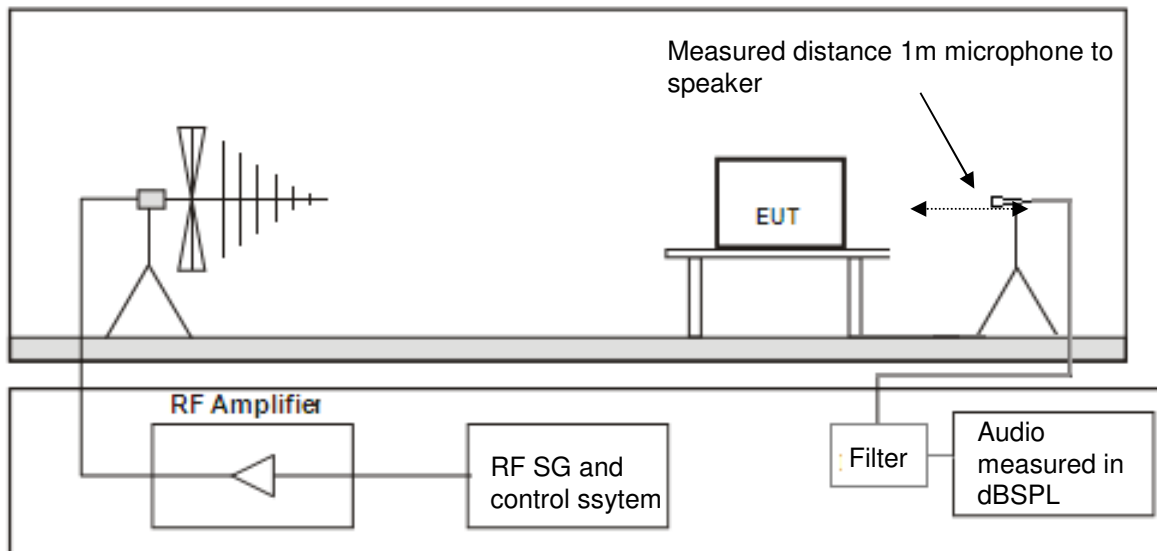 Measured distance 1m microphone to
speaker
EUT
RF Amplifier
RF SG and
control ssytem
: Filter
Audio
measured in
dBSPL